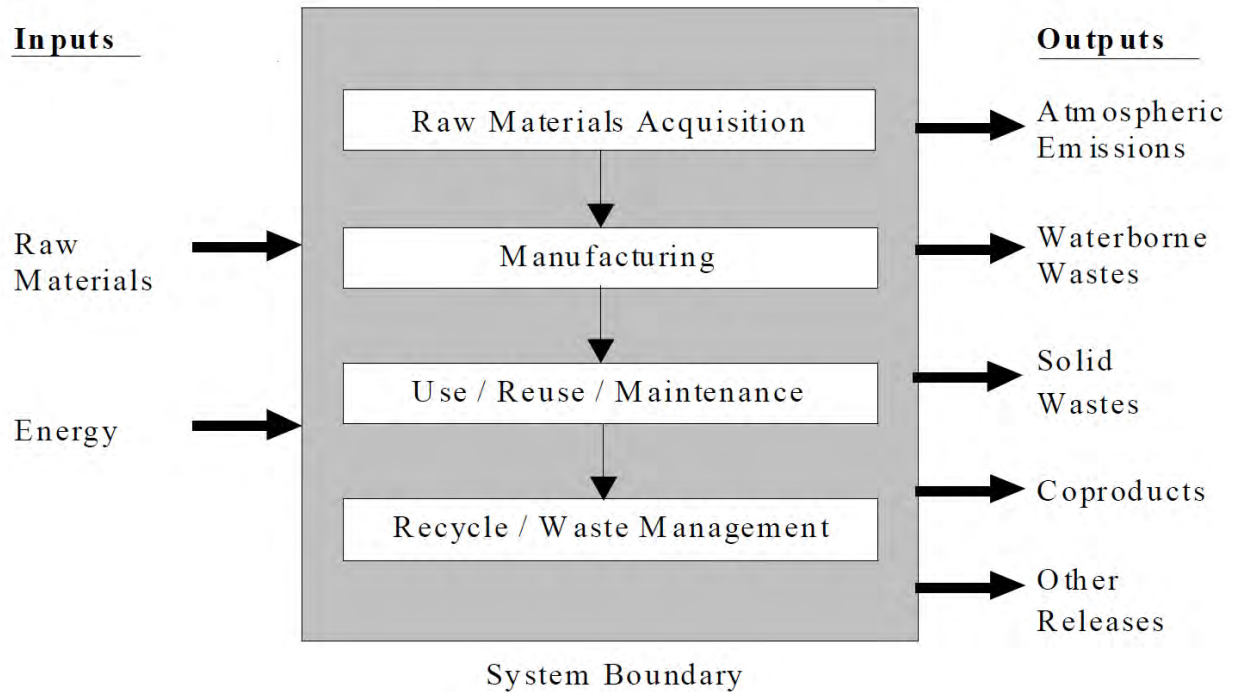 Inputs
Raw
Materials
Energy
Raw Materials Acquisition
Manufacturing
Use / Reuse / Maintenance
Recycle / Waste Management
System Boundary
Outputs
Atmospheric
Emissions
Waterborne
Wastes
Solid
Wastes
Coproducts
Other
Releases